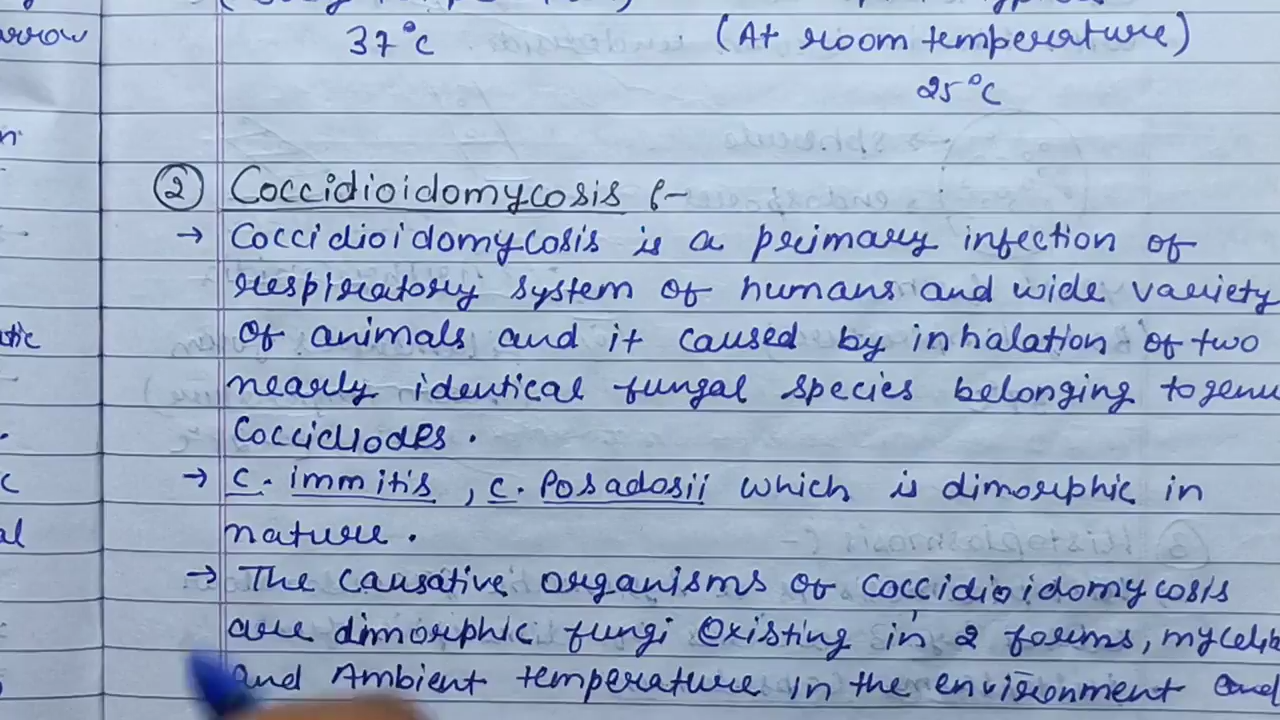 arrow 37°C (At room temperature)
25°C
② Coccidioidomycosis :-
→ Coccidioidomycosis is a primary infection of
respiratory system of humans and wide variety
of animals and it caused by inhalation of two
nearly identical fungal species belonging to genu
Coccidiodes.
→ C. immitis, C. Posadosii which is dimorphic in
nature.
→ The causative organisms of coccidioidomycosis
are dimorphic fungi existing in 2 forms, mycelia
and Ambient temperature in the environment and